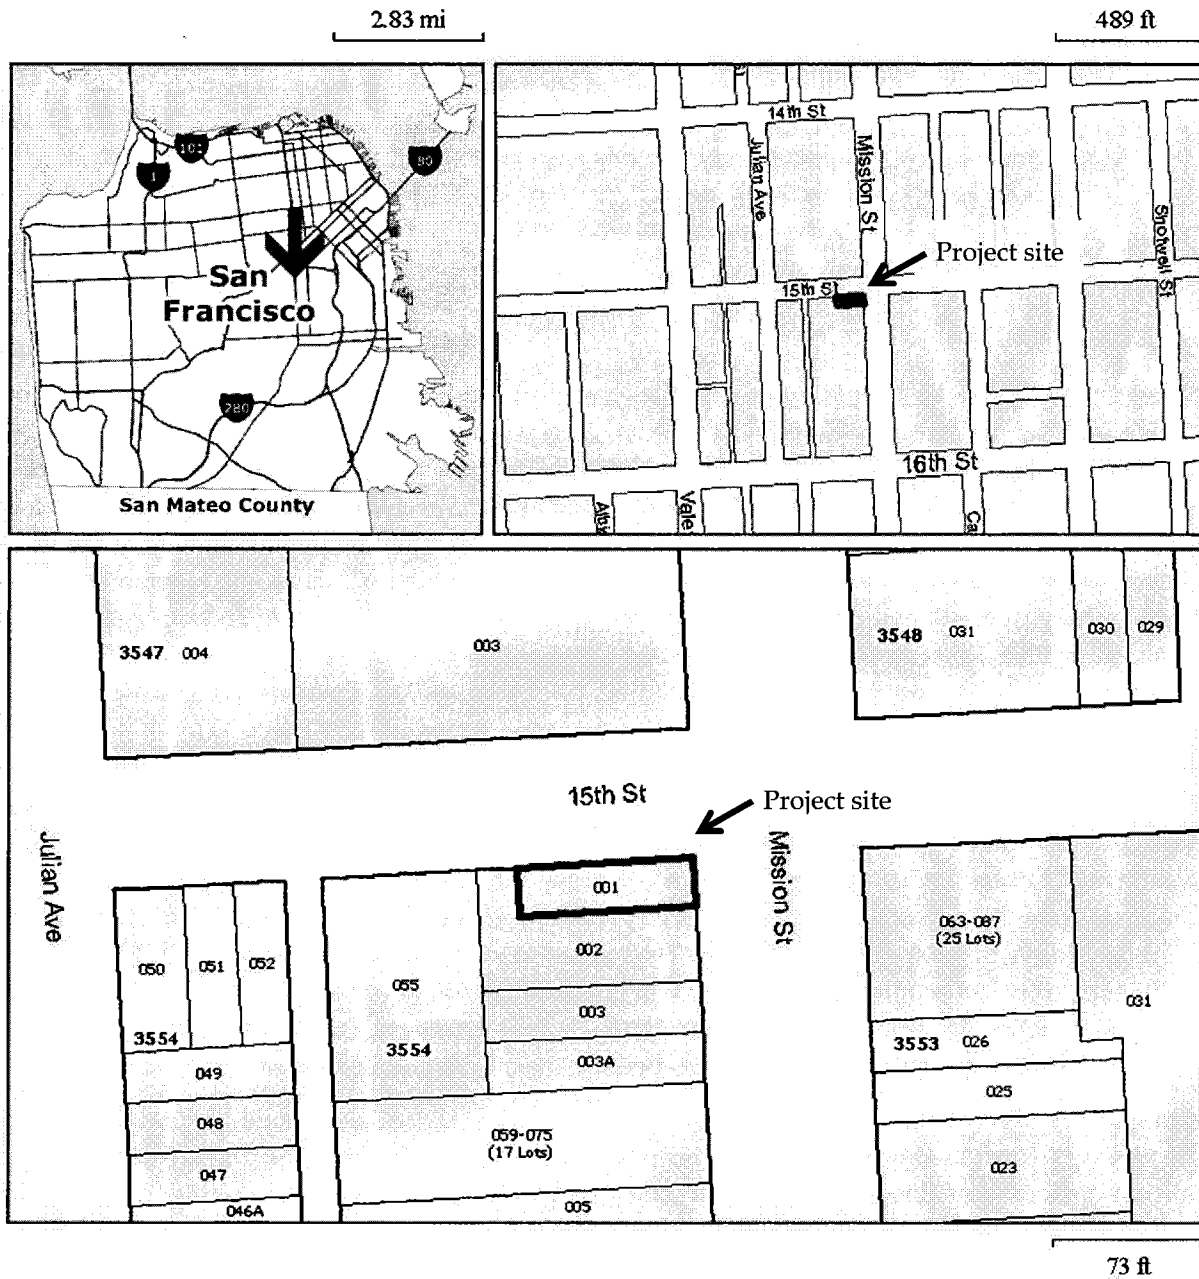 2.83 mi
489 ft
101
1
80
San
Francisco
280
San Mateo County
14th St
Julian Ave
Mission St
Shotwell St
Project site
15th St
16th St
Vale
Ca
3547 004
003
3548 031
030
029
15th St
Project site
Julian Ave
Mission St
001
002
003
003A
055
3554
050
051
052
3554
049
048
047
046A
059-075
(17 Lots)
005
063-087
(25 Lots)
031
3553 026
025
023
73 ft